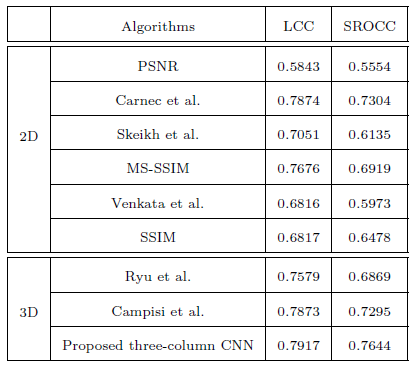 Algorithms LCC SROCC
2D
PSNR 0.5843 0.5554
Carnec et al. 0.7874 0.7304
Skeikh et al. 0.7051 0.6135
MS-SSIM 0.7676 0.6919
Venkata et al. 0.6816 0.5973
SSIM 0.6817 0.6478
3D
Ryu et al. 0.7579 0.6869
Campisi et al. 0.7873 0.7295
Proposed three-column CNN 0.7917 0.7644